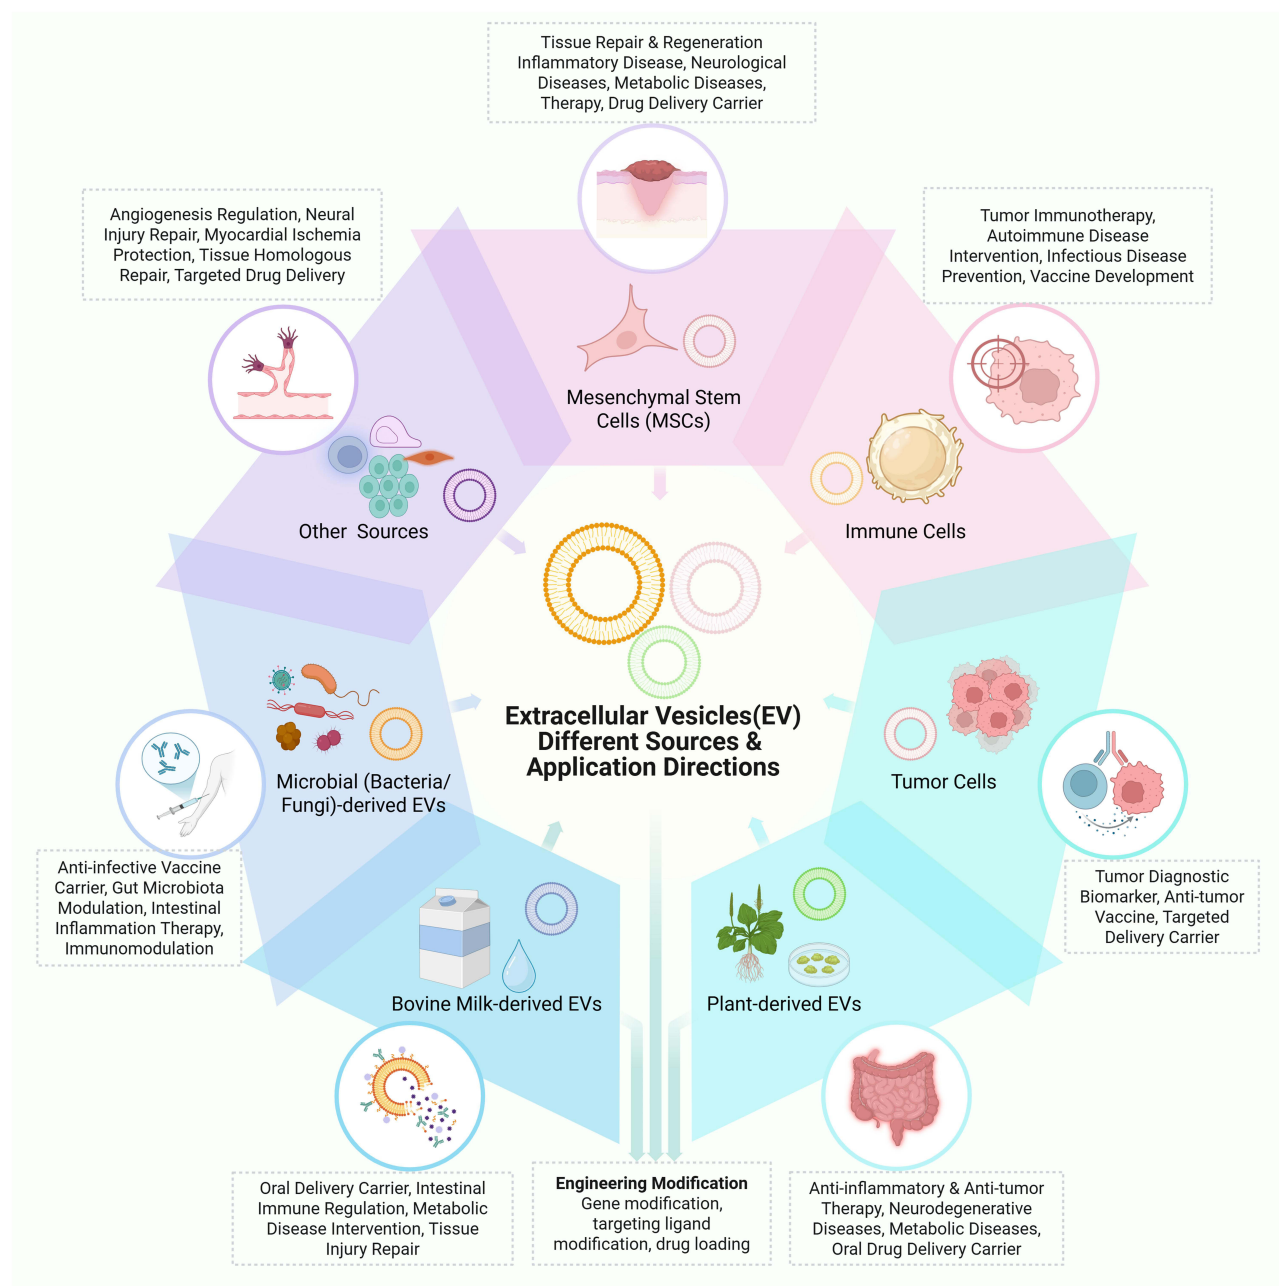 Tissue Repair & Regeneration
Inflammatory Disease, Neurological
Diseases, Metabolic Diseases,
Therapy, Drug Delivery Carrier
Angiogenesis Regulation, Neural
Injury Repair, Myocardial Ischemia
Protection, Tissue Homologous
Repair, Targeted Drug Delivery
Tumor Immunotherapy,
Autoimmune Disease
Intervention, Infectious Disease
Prevention, Vaccine Development
Mesenchymal Stem
Cells (MSCs)
Other Sources
Immune Cells
Extracellular Vesicles(EV)
Different Sources &
Application Directions
Microbial (Bacteria/
Fungi)-derived EVs
Tumor Cells
Anti-infective Vaccine
Carrier, Gut Microbiota
Modulation, Intestinal
Inflammation Therapy,
Immunomodulation
Tumor Diagnostic
Biomarker, Anti-tumor
Vaccine, Targeted
Delivery Carrier
Bovine Milk-derived EVs
Plant-derived EVs
Oral Delivery Carrier, Intestinal
Immune Regulation, Metabolic
Disease Intervention, Tissue
Injury Repair
Engineering Modification
Gene modification,
targeting ligand
modification, drug loading
Anti-inflammatory & Anti-tumor
Therapy, Neurodegenerative
Diseases, Metabolic Diseases,
Oral Drug Delivery Carrier